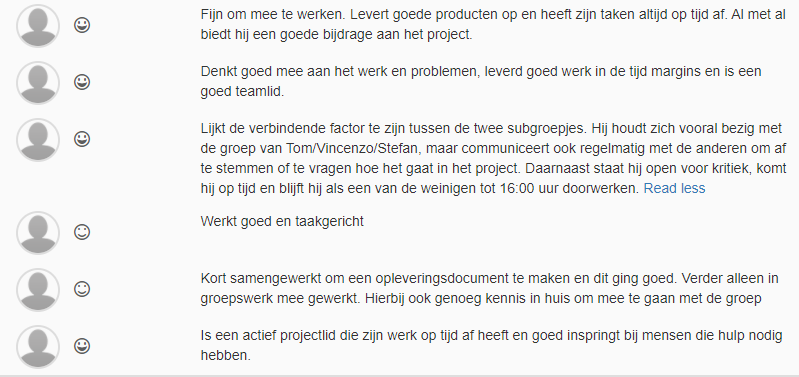 Fijn om mee te werken. Levert goede producten op en heeft zijn taken altijd op tijd af. Al met al
biedt hij een goede bijdrage aan het project.
Denkt goed mee aan het werk en problemen, leverd goed werk in de tijd margins en is een
goed teamlid.
Lijkt de verbindende factor te zijn tussen de twee subgroepjes. Hij houdt zich vooral bezig met
de groep van Tom/Vincenzo/Stefan, maar communiceert ook regelmatig met de anderen om af
te stemmen of te vragen hoe het gaat in het project. Daarnaast staat hij open voor kritiek, komt
hij op tijd en blijft hij als een van de weinigen tot 16:00 uur doorwerken. Read less
Werkt goed en taakgericht
Kort samengewerkt om een opleveringsdocument te maken en dit ging goed. Verder alleen in
groepswerk mee gewerkt. Hierbij ook genoeg kennis in huis om mee te gaan met de groep
Is een actief projectlid die zijn werk op tijd af heeft en goed inspringt bij mensen die hulp nodig
hebben.